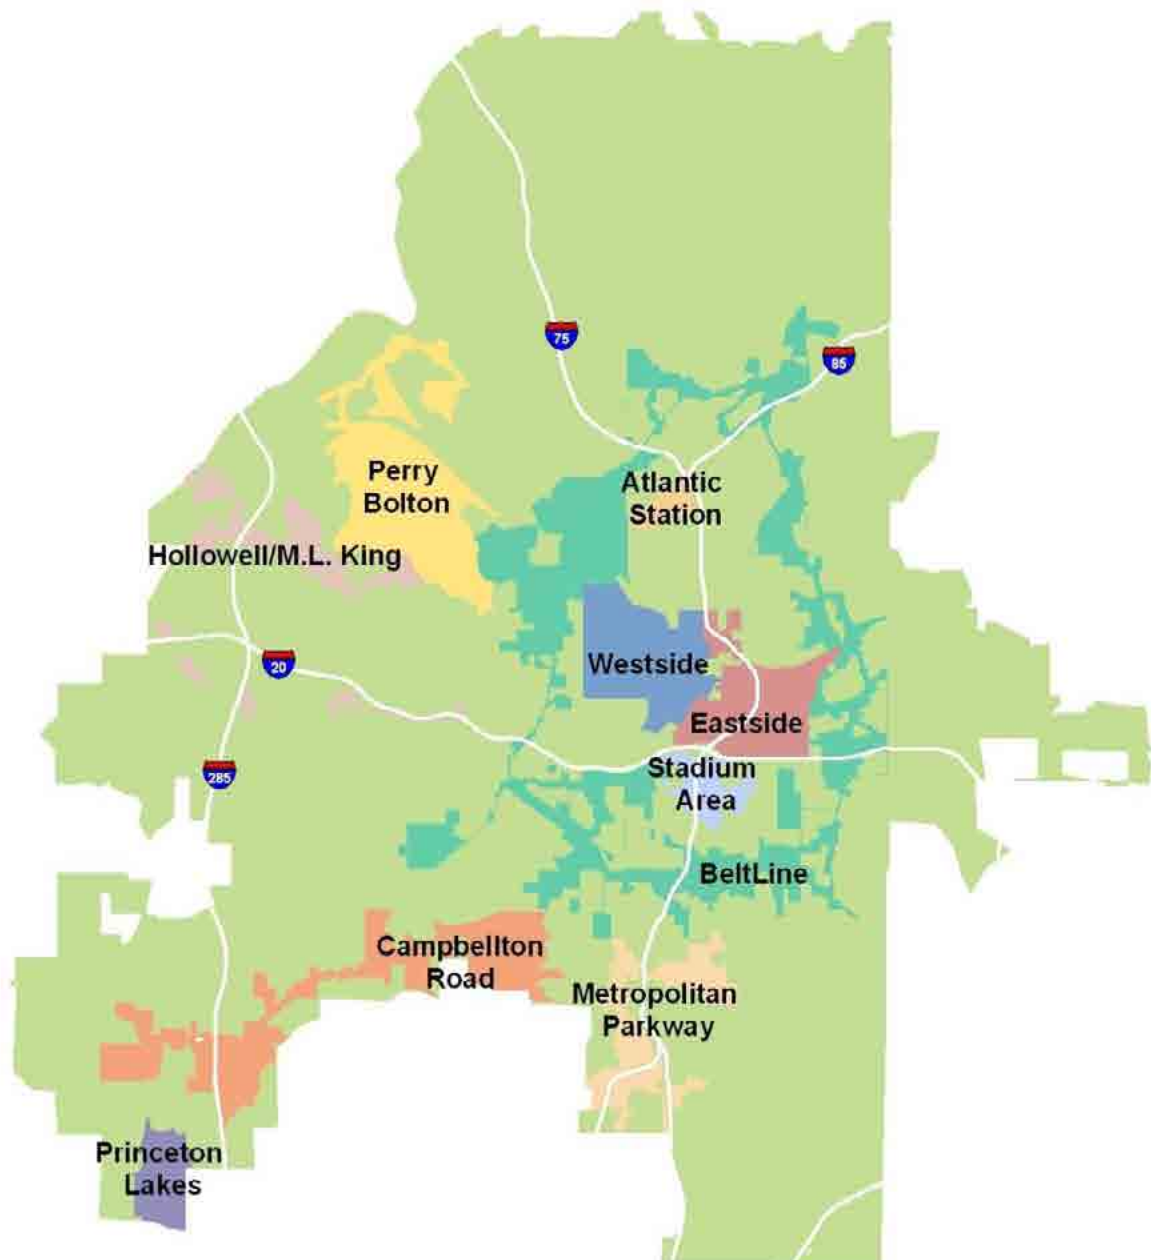 75
85
Perry
Bolton
Atlantic
Station
Hollowell/M.L. King
20
Westside
Eastside
285
Stadium
Area
BeltLine
Campbellton
Road
Metropolitan
Parkway
Princeton
Lakes